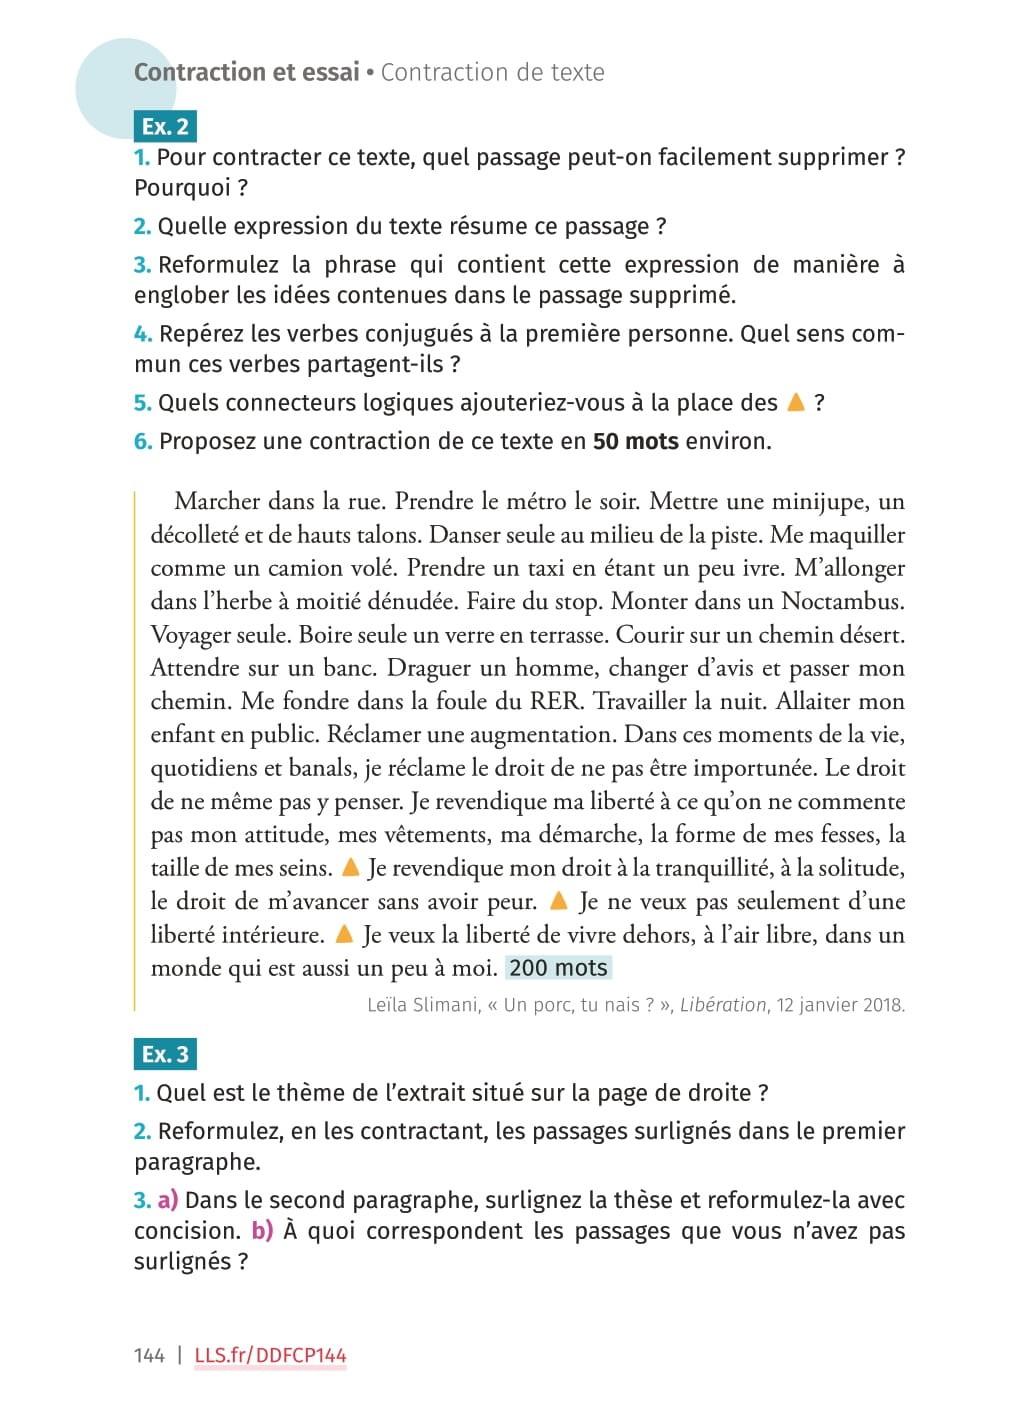 Contraction et essai • Contraction de texte
Ex. 2
1. Pour contracter ce texte, quel passage peut-on facilement supprimer ?
Pourquoi ?
2. Quelle expression du texte résume ce passage ?
3. Reformulez la phrase qui contient cette expression de manière à
englober les idées contenues dans le passage supprimé.
4. Repérez les verbes conjugués à la première personne. Quel sens com-
mun ces verbes partagent-ils ?
5. Quels connecteurs logiques ajouteriez-vous à la place des ▲ ?
6. Proposez une contraction de ce texte en 50 mots environ.
Marcher dans la rue. Prendre le métro le soir. Mettre une minijupe, un
décolleté et de hauts talons. Danser seule au milieu de la piste. Me maquiller
comme un camion volé. Prendre un taxi en étant un peu ivre. M'allonger
dans l'herbe à moitié dénudée. Faire du stop. Monter dans un Noctambus.
Voyager seule. Boire seule un verre en terrasse. Courir sur un chemin désert.
Attendre sur un banc. Draguer un homme, changer d'avis et passer mon
chemin. Me fondre dans la foule du RER. Travailler la nuit. Allaiter mon
enfant en public. Réclamer une augmentation. Dans ces moments de la vie,
quotidiens et banals, je réclame le droit de ne pas être importunée. Le droit
de ne même pas y penser. Je revendique ma liberté à ce qu'on ne commente
pas mon attitude, mes vêtements, ma démarche, la forme de mes fesses, la
taille de mes seins. ▲ Je revendique mon droit à la tranquillité, à la solitude,
le droit de m'avancer sans avoir peur. ▲ Je ne veux pas seulement d'une
liberté intérieure. ▲ Je veux la liberté de vivre dehors, à l'air libre, dans un
monde qui est aussi un peu à moi. 200 mots
Leïla Slimani, « Un porc, tu nais ? », Libération, 12 janvier 2018.
Ex. 3
1. Quel est le thème de l'extrait situé sur la page de droite ?
2. Reformulez, en les contractant, les passages surlignés dans le premier
paragraphe.
3. a) Dans le second paragraphe, surlignez la thèse et reformulez-la avec
concision. b) À quoi correspondent les passages que vous n'avez pas
surlignés ?
144 | LLS.fr/DDFCP144